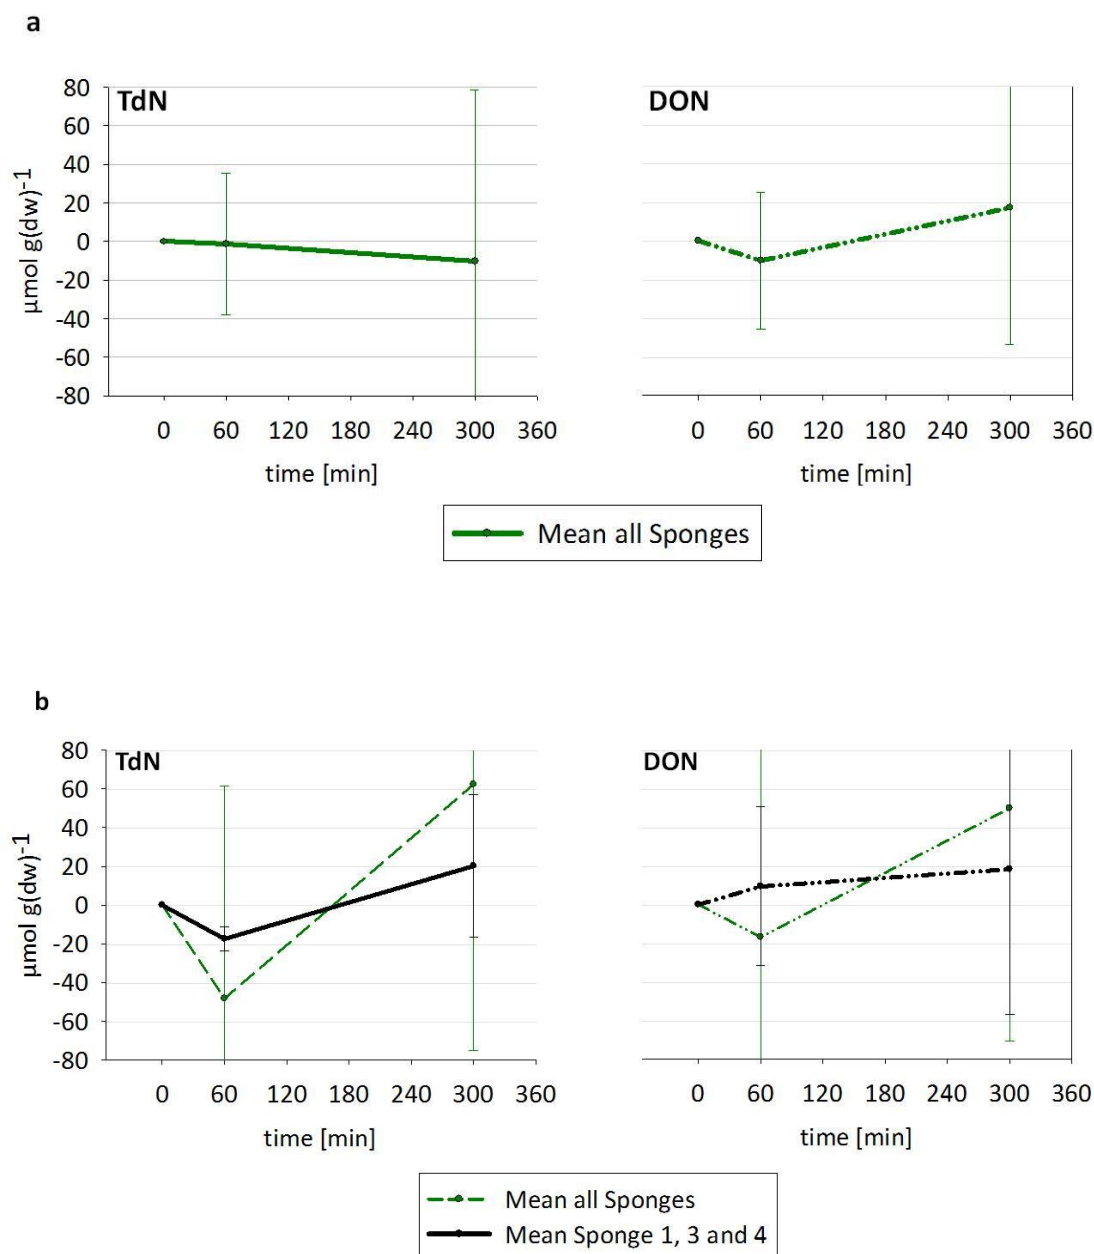 a
TdN
DON
80
60
40
20
0
-20
-40
-60
-80
µmol g(dw)⁻¹
0 60 120 180 240 300 360
0 60 120 180 240 300 360
time [min]
time [min]
Mean all Sponges
b
TdN
DON
80
60
40
20
0
-20
-40
-60
-80
µmol g(dw)⁻¹
0 60 120 180 240 300 360
0 60 120 180 240 300 360
time [min]
time [min]
Mean all Sponges
Mean Sponge 1, 3 and 4